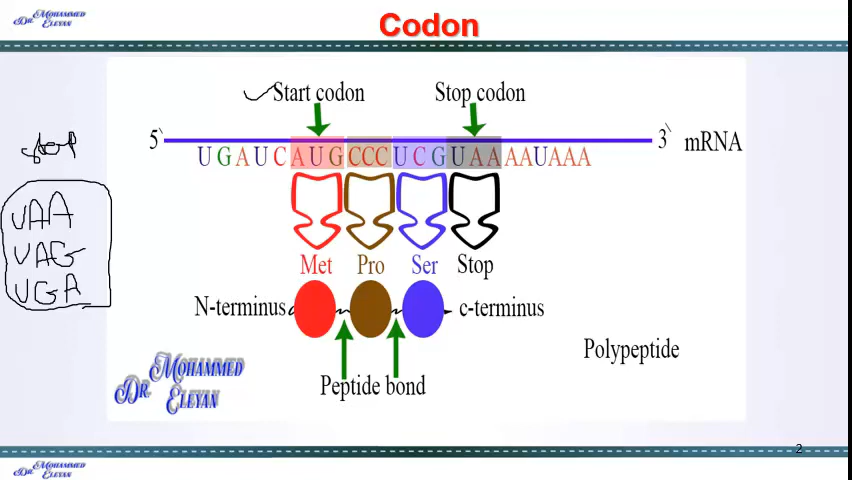 Dr. Mohammed
Eleyan
Codon
Start codon
Stop codon
5`
3`
mRNA
UGAUCAUGCCCUCGUAAAAUAAA
stop
UAA
UAG
UGA
Met
Pro
Ser
Stop
N-terminus
c-terminus
Polypeptide
Peptide bond
Dr. Mohammed
Eleyan
2
Dr. Mohammed
Eleyan